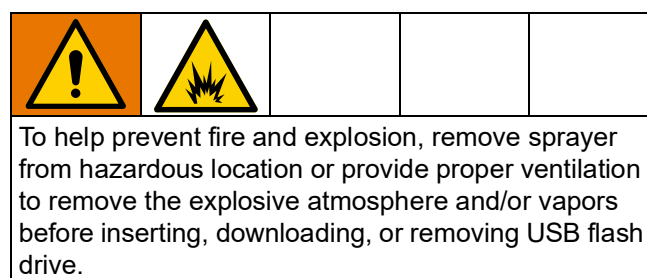 To help prevent fire and explosion, remove sprayer
from hazardous location or provide proper ventilation
to remove the explosive atmosphere and/or vapors
before inserting, downloading, or removing USB flash
drive.